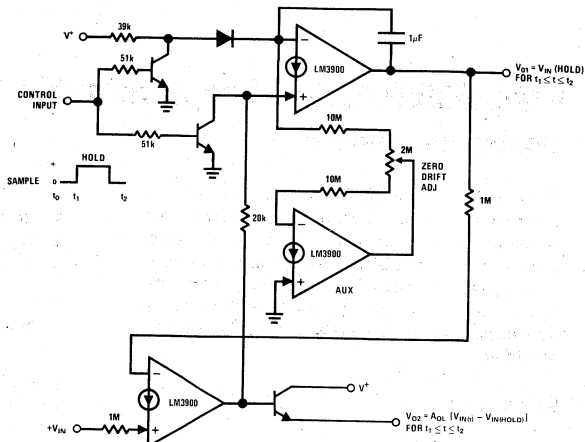 39k
V+
51k
CONTROL
INPUT
51k
HOLD
+
SAMPLE 0
t0 t1 t2
−
LM3900
+
1μF
VO1 = VIN (HOLD)
FOR t1 ≤ t ≤ t2
10M
2M
ZERO
DRIFT
ADJ
10M
1M
20k
−
LM3900
+
AUX
−
LM3900
+
1M
+VIN
V+
VO2 = AOL [VIN(t) − VIN(HOLD)]
FOR t1 ≤ t ≤ t2